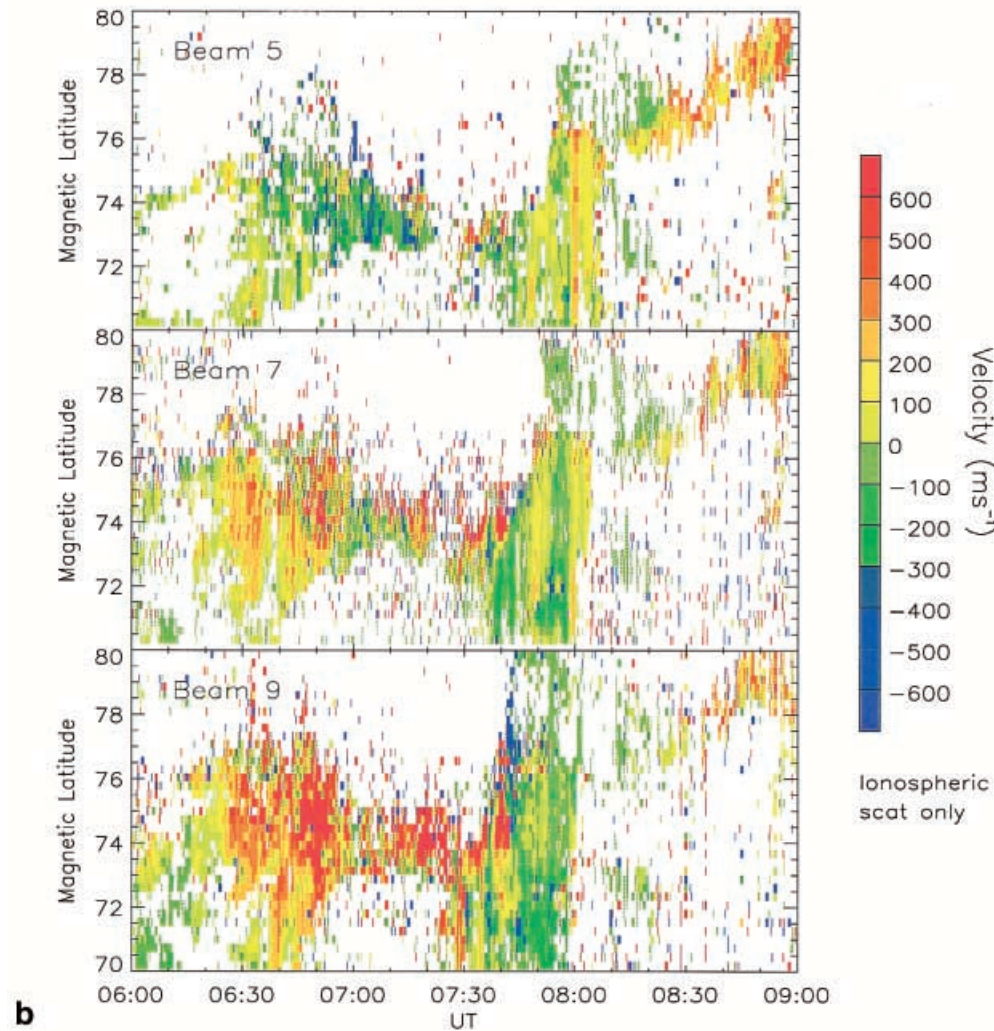 80
Beam 5
78
76
74
72
Magnetic Latitude
80
Beam 7
78
76
74
72
Magnetic Latitude
80
Beam 9
78
76
74
72
70
Magnetic Latitude
06:00 06:30 07:00 07:30 08:00 08:30 09:00
UT
b
600
500
400
300
200
100
0
-100
-200
-300
-400
-500
-600
Velocity (ms⁻¹)
Ionospheric
scat only